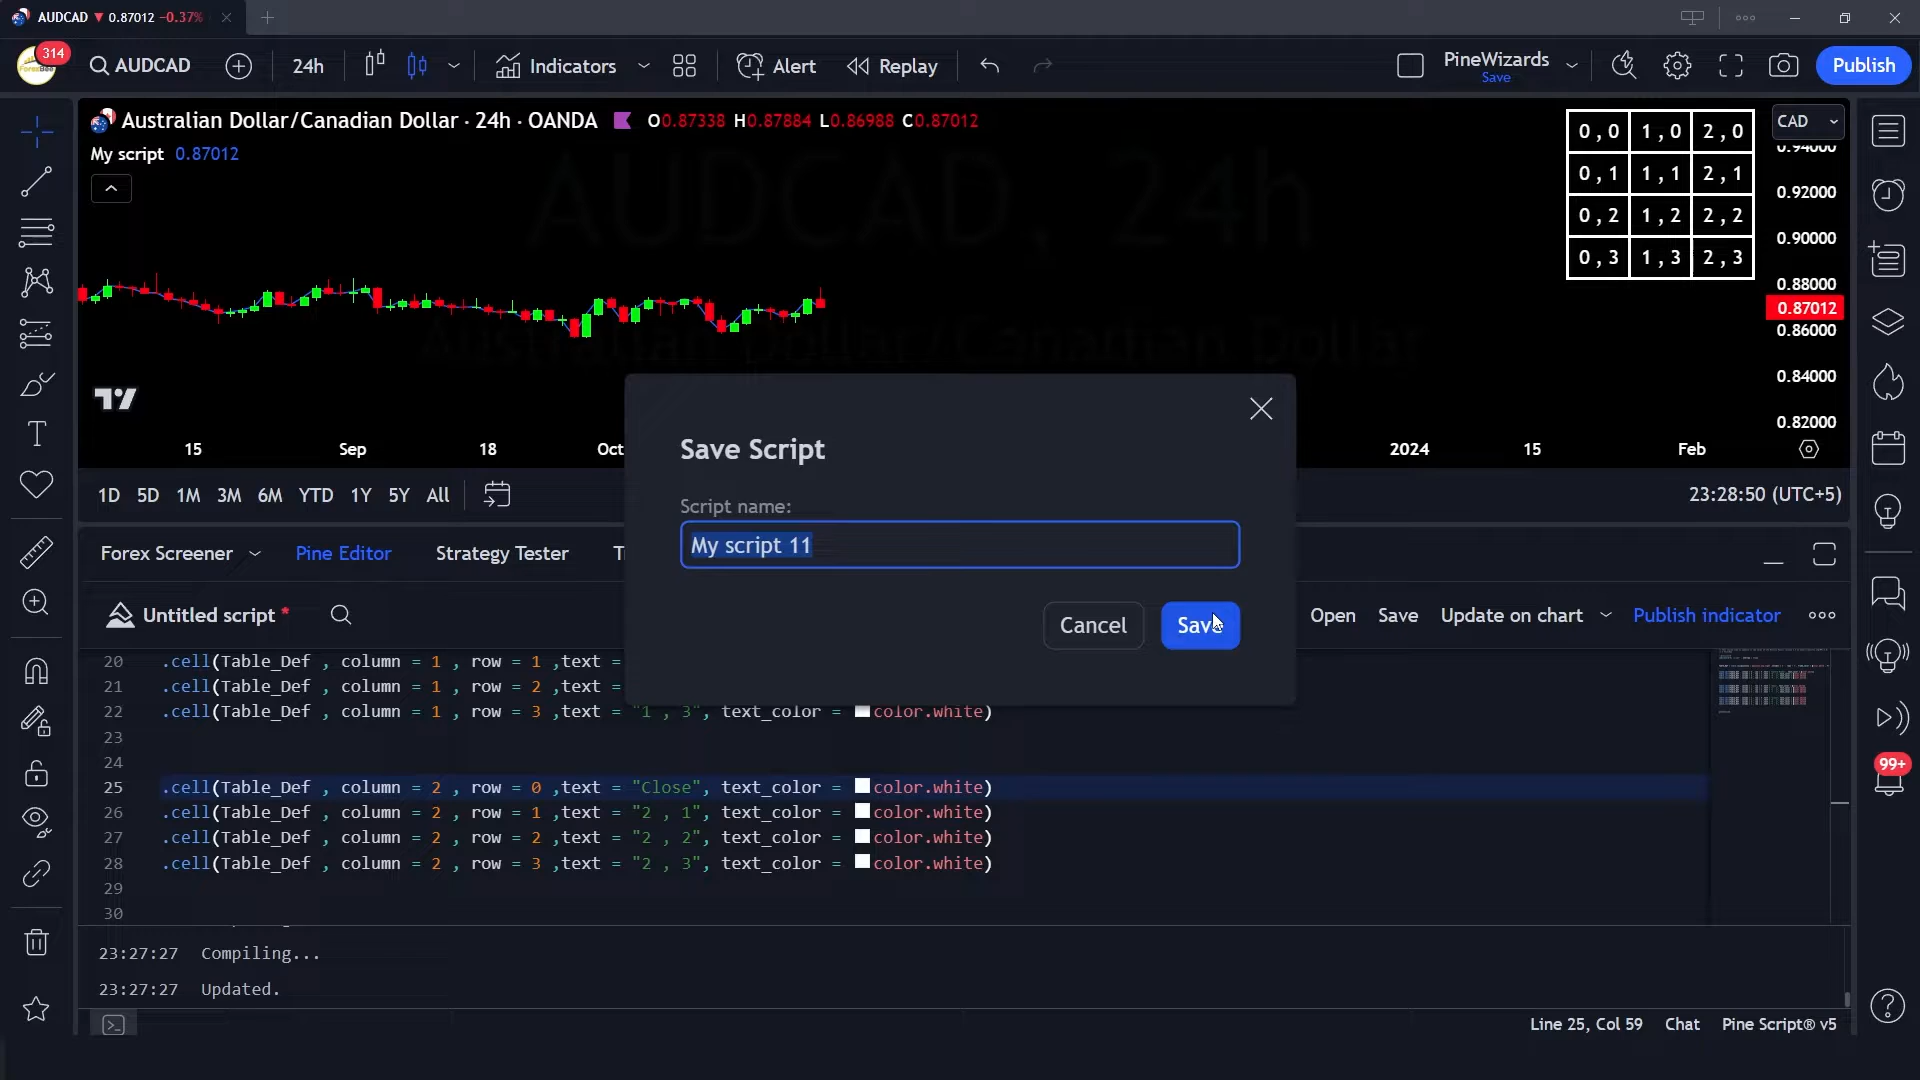 AUDCAD ▼ 0.87012 −0.37%
314
AUDCAD 24h Indicators Alert Replay PineWizards Save Publish
Australian Dollar/Canadian Dollar · 24h · OANDA O0.87338 H0.87884 L0.86988 C0.87012
My script 0.87012
AUDCAD, 24h
Australian Dollar/Canadian Dollar
0 , 0 1 , 0 2 , 0
0 , 1 1 , 1 2 , 1
0 , 2 1 , 2 2 , 2
0 , 3 1 , 3 2 , 3
CAD
0.94000
0.92000
0.90000
0.88000
0.87012
0.86000
0.84000
0.82000
15 Sep 18 Oct 2024 15 Feb
1D 5D 1M 3M 6M YTD 1Y 5Y All
23:28:50 (UTC+5)
Save Script
Script name:
My script 11
Cancel Save
Forex Screener Pine Editor Strategy Tester
Untitled script *
Open Save Update on chart Publish indicator
20 .cell(Table_Def , column = 1 , row = 1 ,text =
21 .cell(Table_Def , column = 1 , row = 2 ,text =
22 .cell(Table_Def , column = 1 , row = 3 ,text = "1 , 3", text_color = color.white)
23
24
25 .cell(Table_Def , column = 2 , row = 0 ,text = "Close", text_color = color.white)
26 .cell(Table_Def , column = 2 , row = 1 ,text = "2 , 1", text_color = color.white)
27 .cell(Table_Def , column = 2 , row = 2 ,text = "2 , 2", text_color = color.white)
28 .cell(Table_Def , column = 2 , row = 3 ,text = "2 , 3", text_color = color.white)
29
30
99+
23:27:27 Compiling...
23:27:27 Updated.
Line 25, Col 59 Chat Pine Script® v5